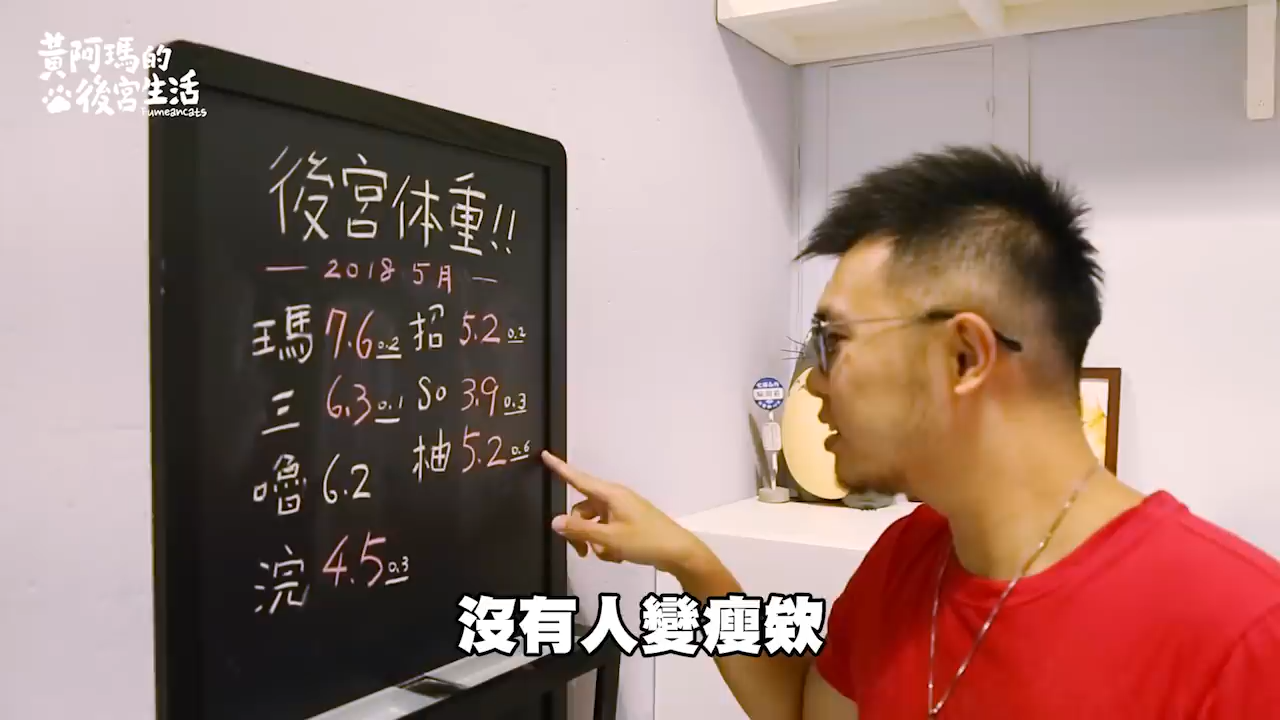 黃阿瑪的
後宮生活
Fumeancats
後宮体重!!
— 2018 5月 —
瑪 7.6 0.2 招 5.2 0.2
三 6.3 0.1 So 3.9 0.3
嚕 6.2 柚 5.2 0.6
浣 4.5 0.3
沒有人變瘦欸